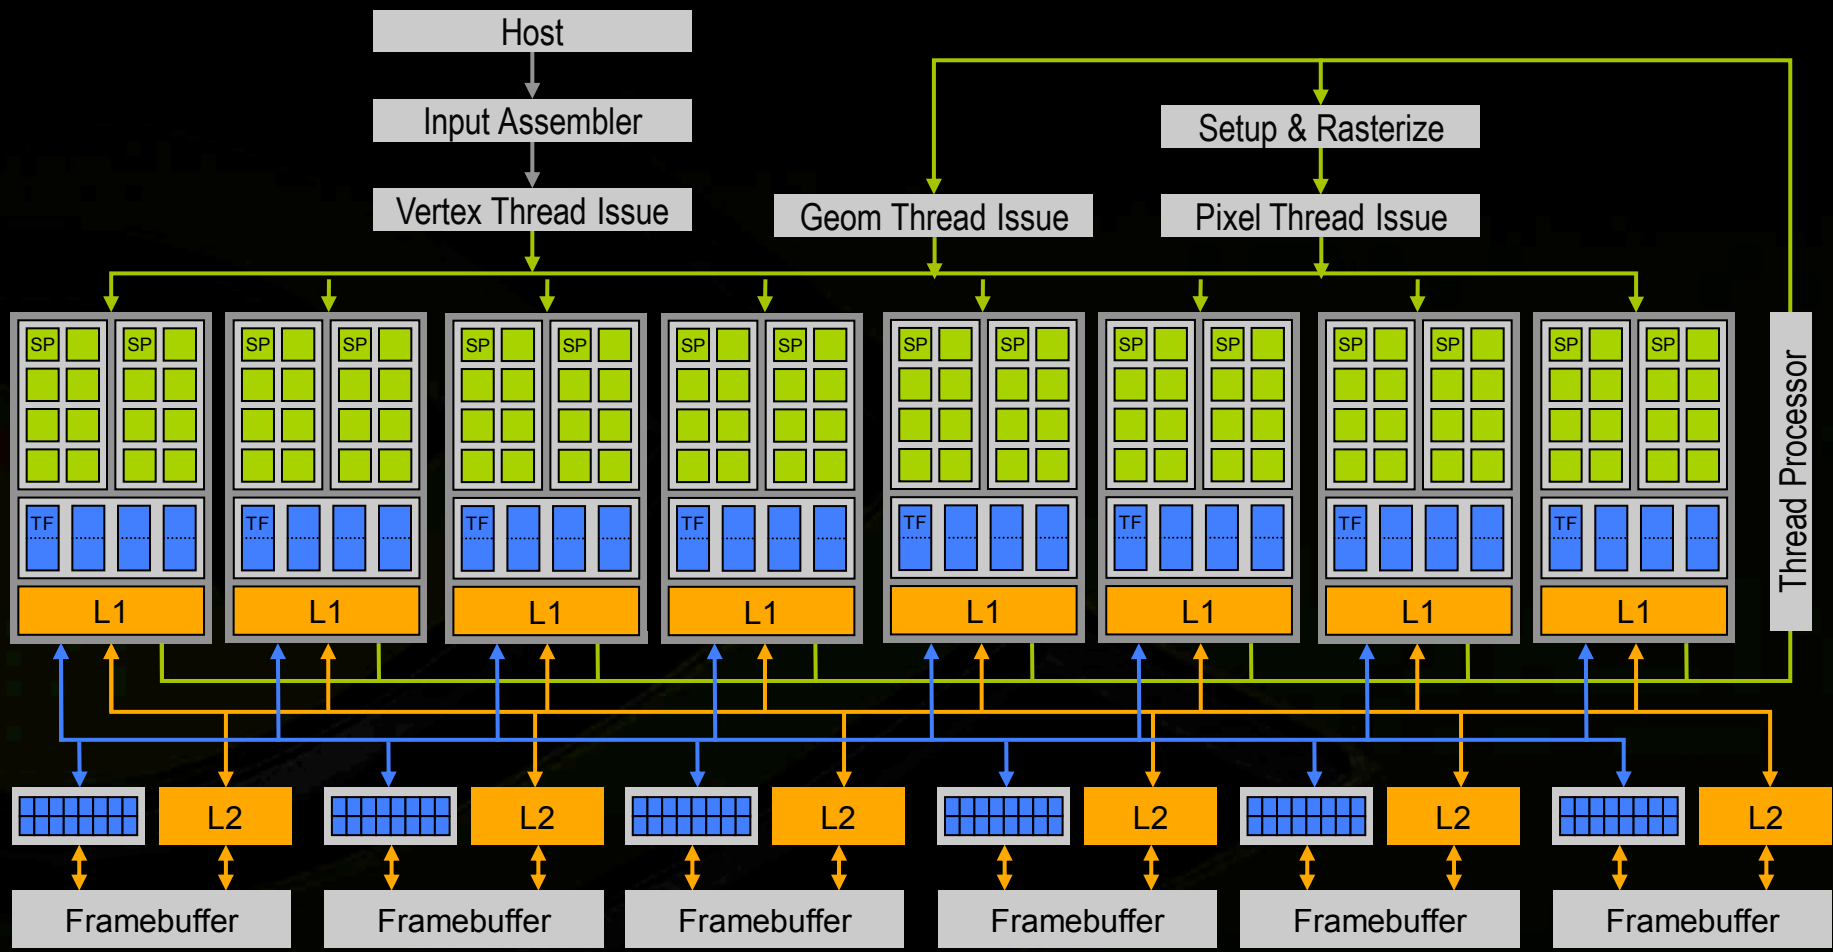 Host
Input Assembler
Setup & Rasterize
Vertex Thread Issue
Geom Thread Issue
Pixel Thread Issue
SP SP SP SP SP SP SP SP SP SP SP SP SP SP SP SP
TF TF TF TF TF TF TF TF
L1 L1 L1 L1 L1 L1 L1 L1
Thread Processor
L2 L2 L2 L2 L2 L2
Framebuffer Framebuffer Framebuffer Framebuffer Framebuffer Framebuffer